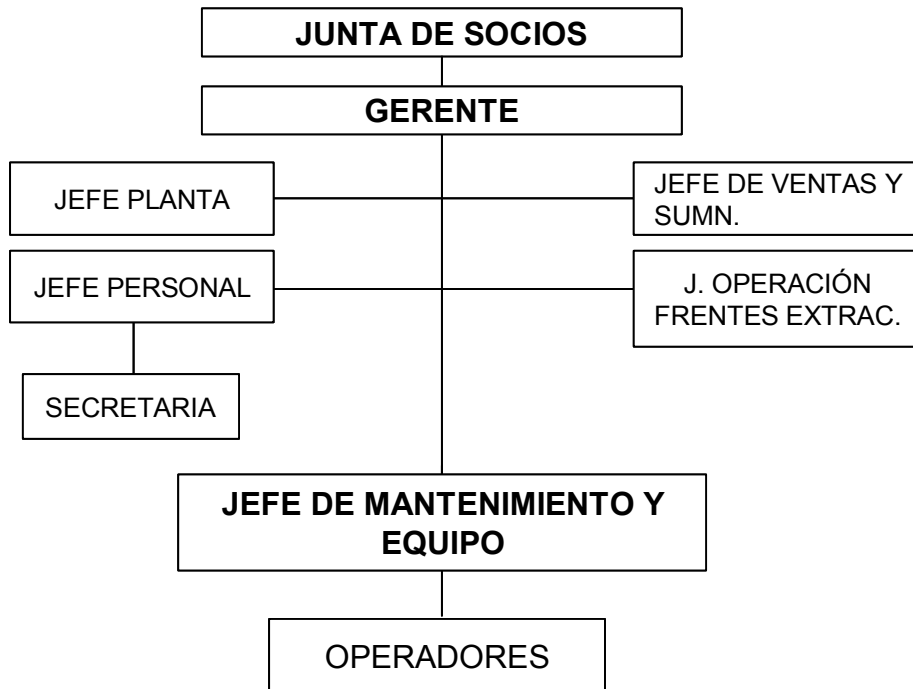 JUNTA DE SOCIOS
GERENTE
JEFE PLANTA
JEFE DE VENTAS Y
SUMN.
JEFE PERSONAL
J. OPERACIÓN
FRENTES EXTRAC.
SECRETARIA
JEFE DE MANTENIMIENTO Y
EQUIPO
OPERADORES